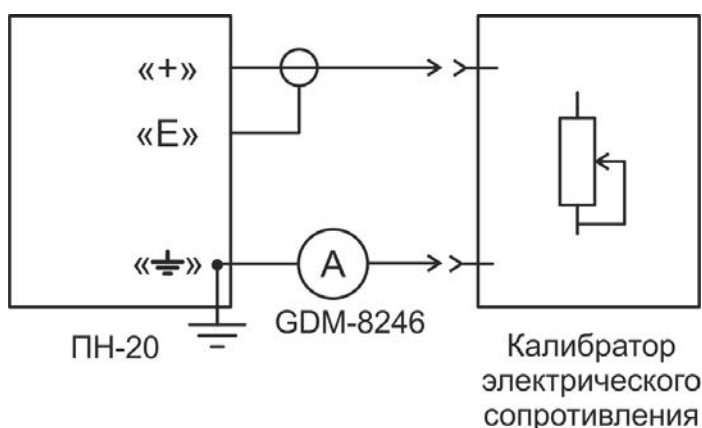 «+»
«E»
«⏚»
A
GDM-8246
ПН-20
Калибратор
электрического
сопротивления